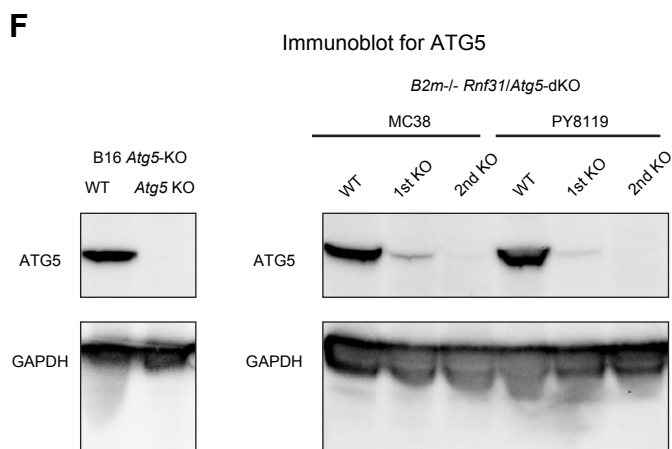 F
Immunoblot for ATG5
B2m-/- Rnf31/Atg5-dKO
MC38 PY8119
B16 Atg5-KO
WT Atg5 KO
WT 1st KO 2nd KO WT 1st KO 2nd KO
ATG5 ATG5
GAPDH GAPDH